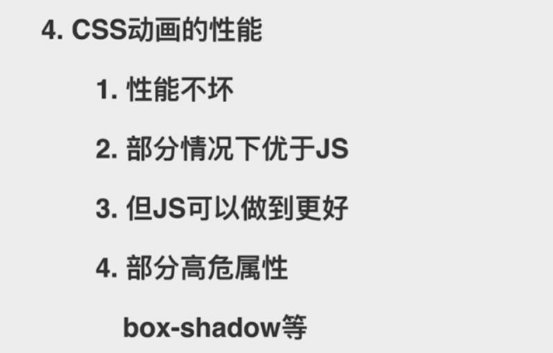 4. CSS动画的性能
1. 性能不坏
2. 部分情况下优于JS
3. 但JS可以做到更好
4. 部分高危属性
box-shadow等